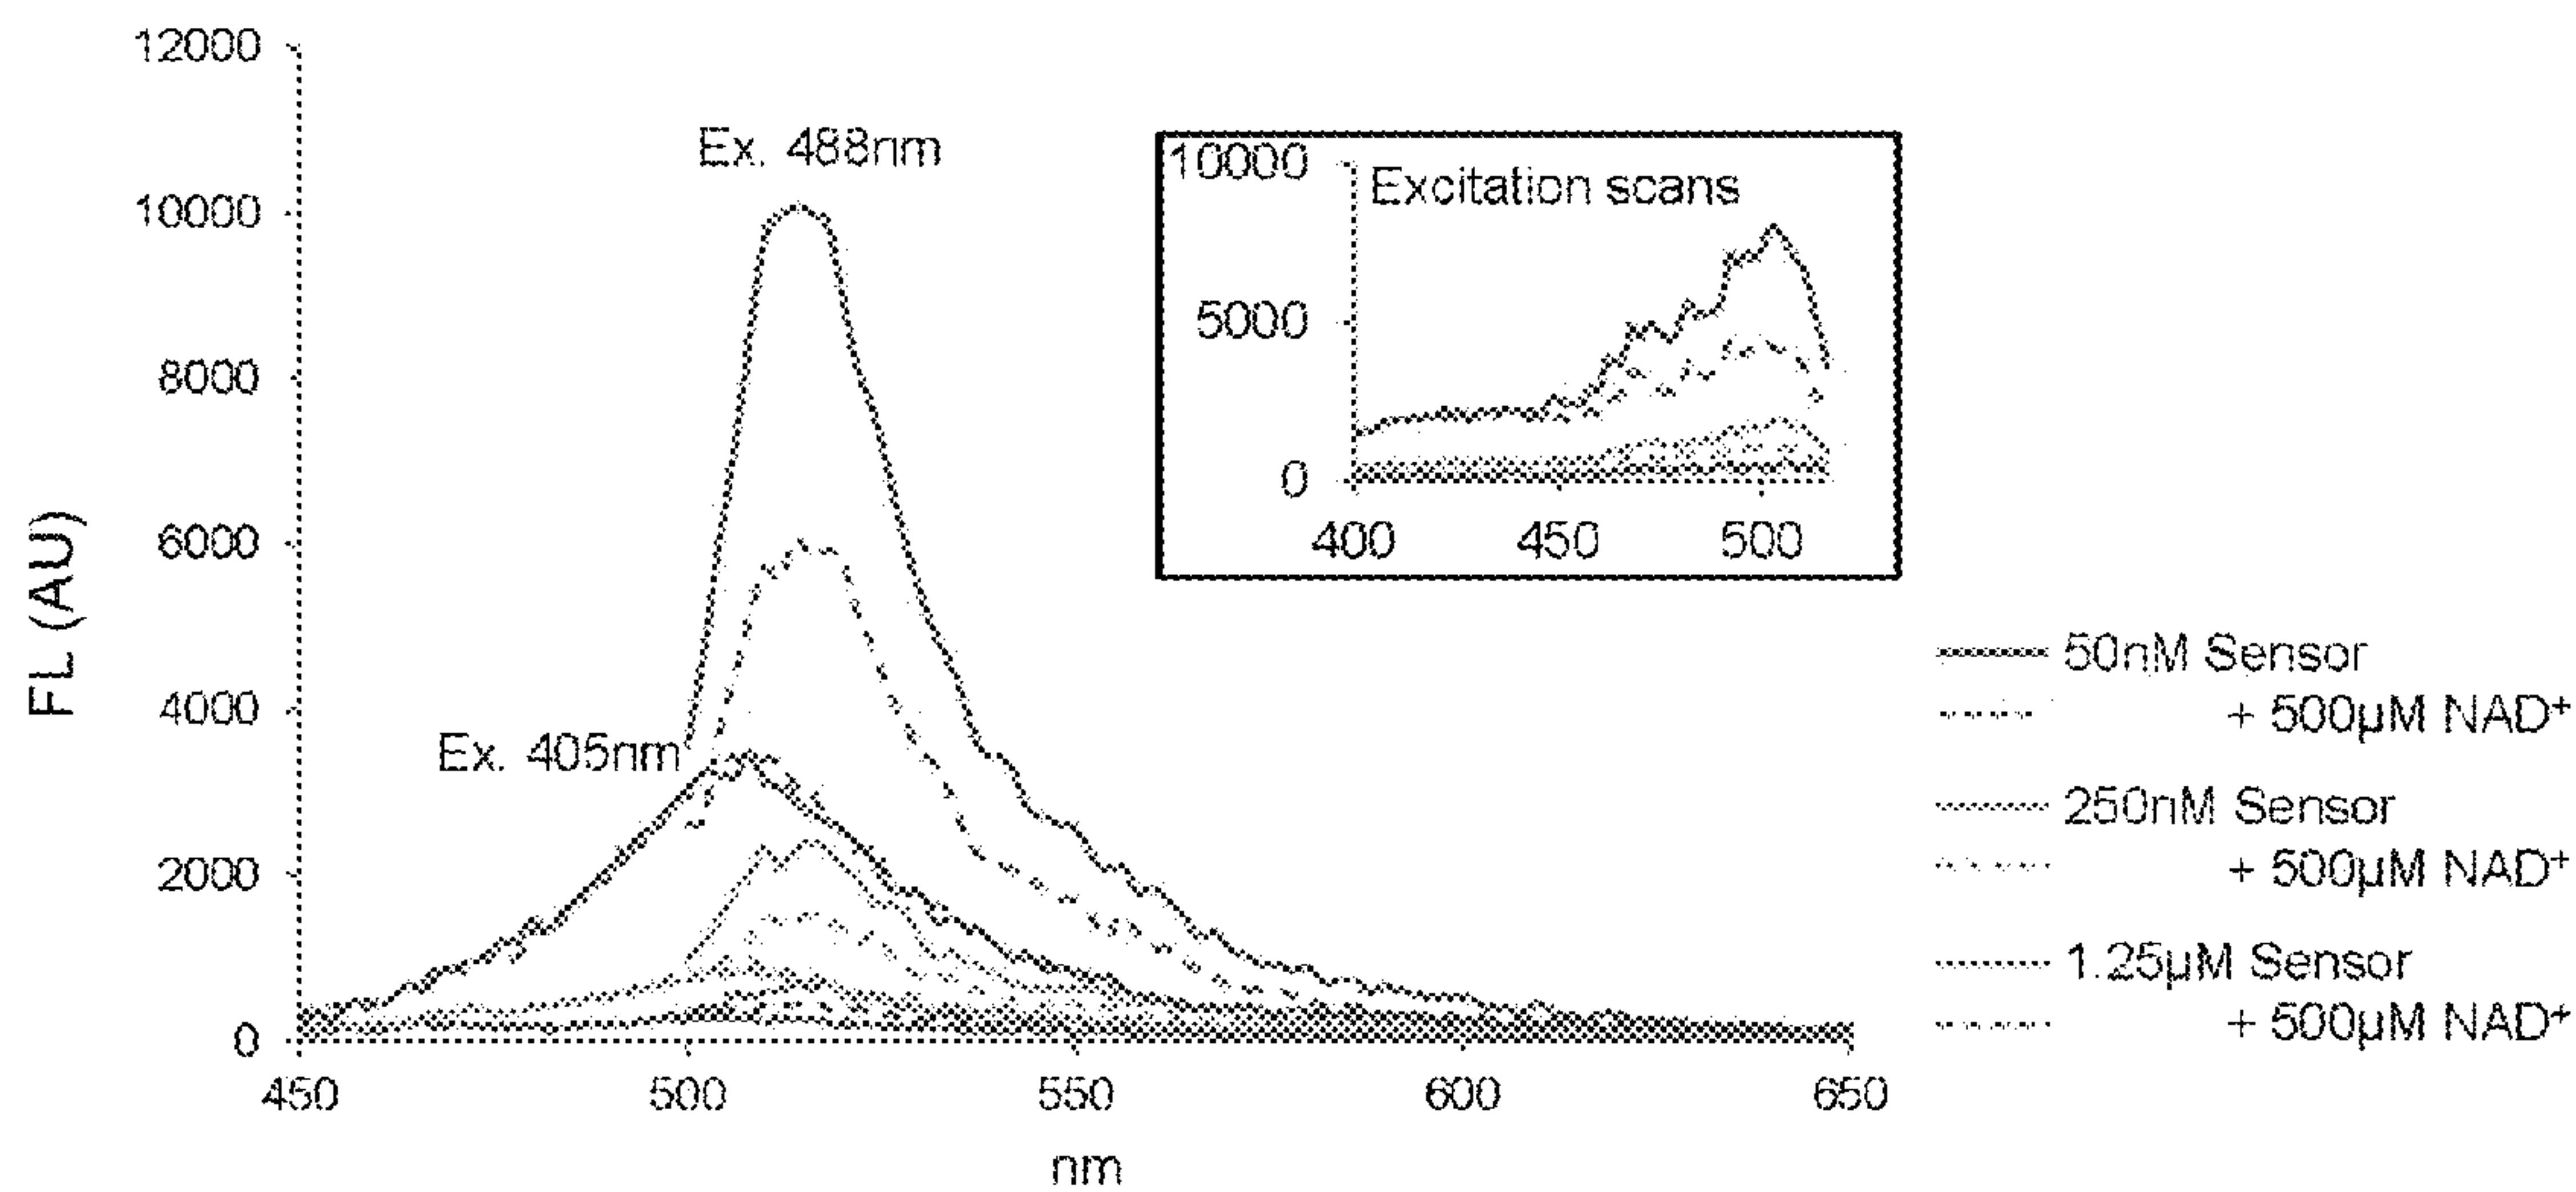 12000
10000
8000
6000
4000
2000
0
FL (AU)
450 500 550 600 650
nm
Ex. 488nm
Ex. 405nm
Excitation scans
10000
5000
0
400 450 500
50nM Sensor
+ 500µM NAD+
250nM Sensor
+ 500µM NAD+
1.25µM Sensor
+ 500µM NAD+